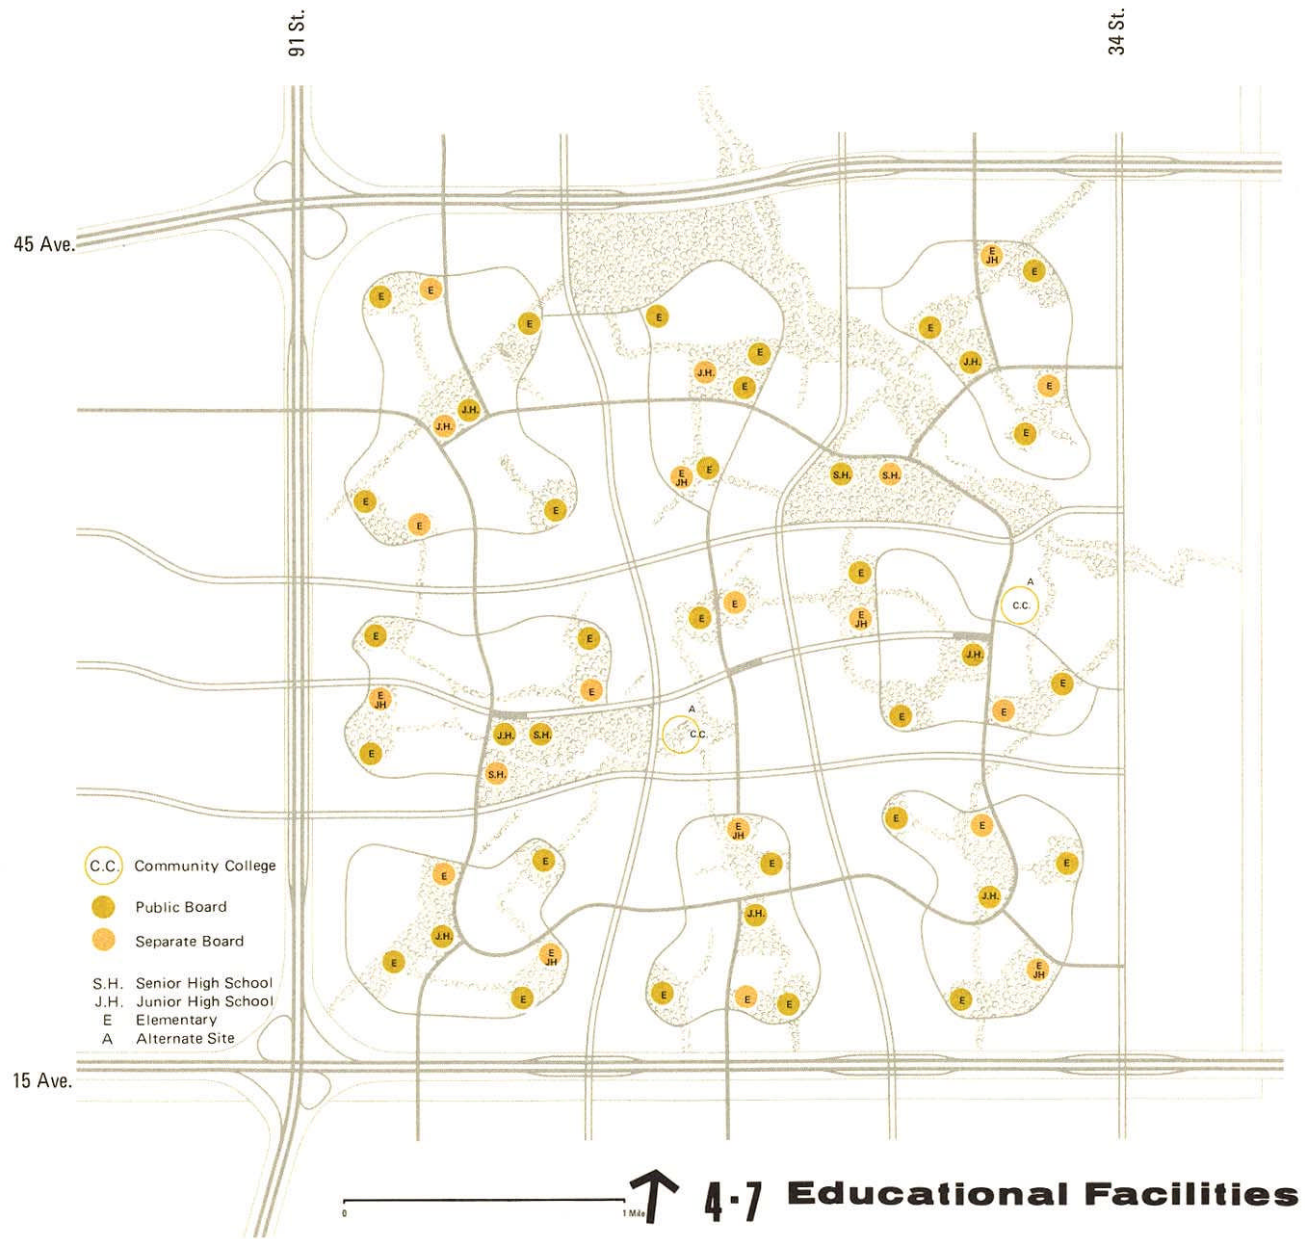 91 St.
34 St.
45 Ave.
E
JH
E
E
E
E
E
E
E
J.H.
E
J.H.
E
E
J.H.
J.H.
E
E
JH
E
S.H.
S.H.
E
E
E
E
A
C.C.
E
E
E
JH
E
E
J.H.
E
E
JH
E
E
E
E
A
C.C.
J.H.
S.H.
E
S.H.
E
E
E
JH
E
E
E
E
J.H.
J.H.
J.H.
E
JH
E
E
JH
E
E
E
E
E
C.C. Community College
Public Board
Separate Board
S.H. Senior High School
J.H. Junior High School
E Elementary
A Alternate Site
15 Ave.
0 1 Mile
4-7 Educational Facilities